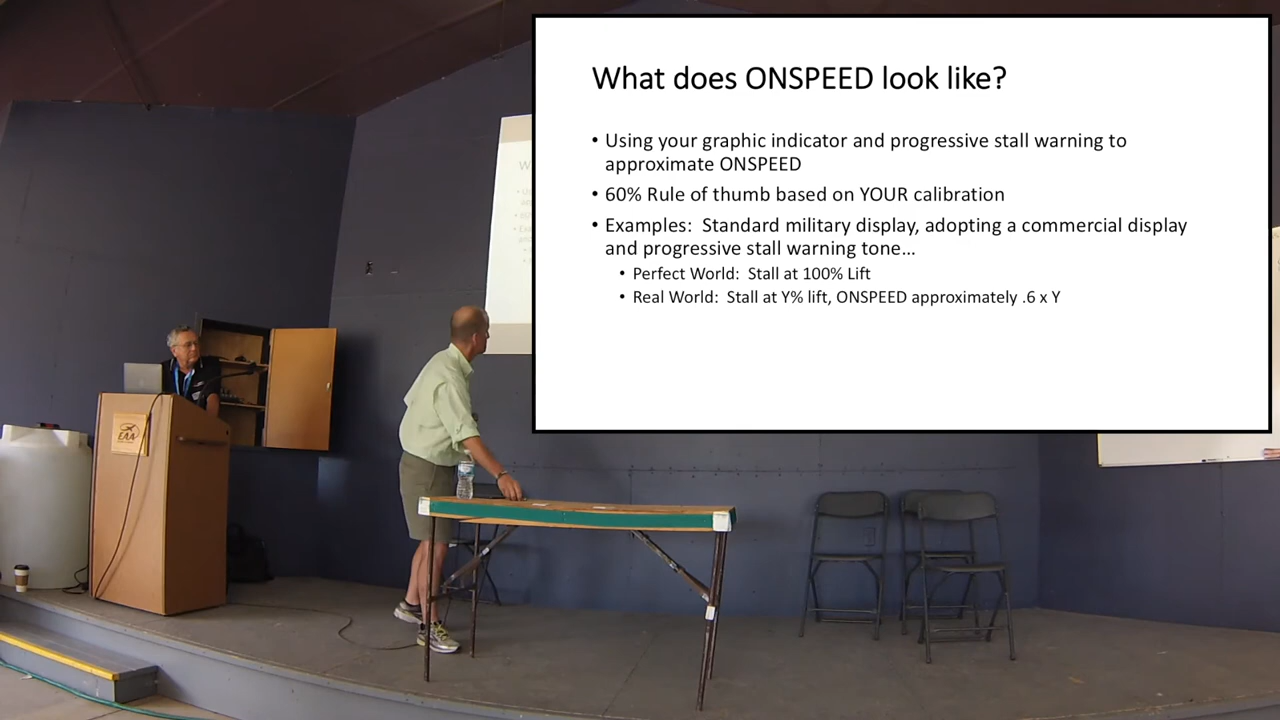 What does ONSPEED look like?
• Using your graphic indicator and progressive stall warning to
approximate ONSPEED
• 60% Rule of thumb based on YOUR calibration
• Examples: Standard military display, adopting a commercial display
and progressive stall warning tone…
• Perfect World: Stall at 100% Lift
• Real World: Stall at Y% lift, ONSPEED approximately .6 x Y
EAA